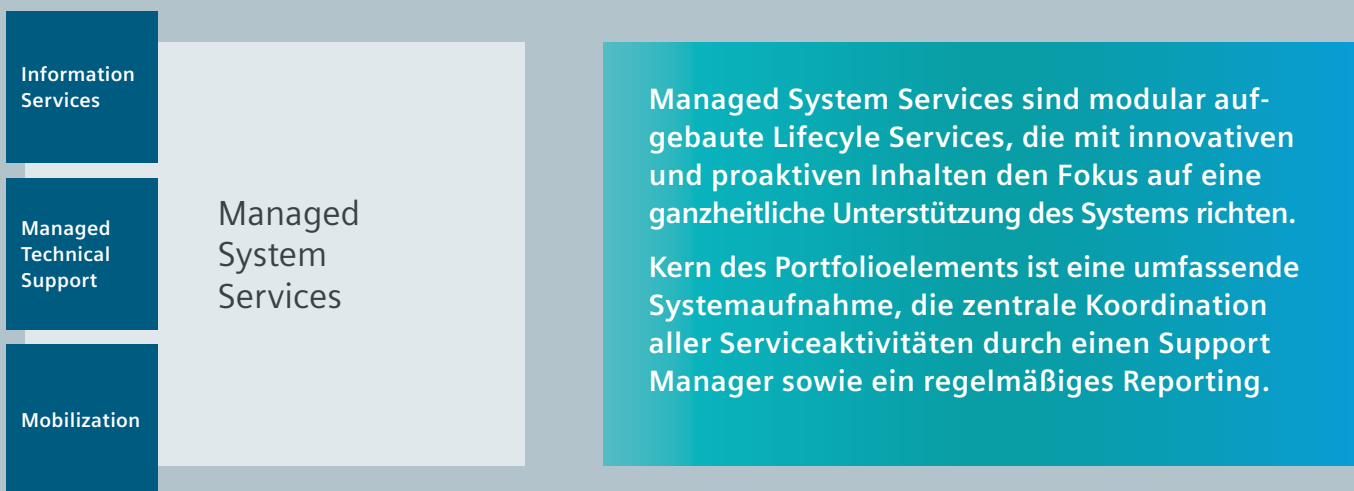 Information
Services
Managed
Technical
Support
Mobilization
Managed
System
Services
Managed System Services sind modular auf-
gebaute Lifecyle Services, die mit innovativen
und proaktiven Inhalten den Fokus auf eine
ganzheitliche Unterstützung des Systems richten.
Kern des Portfolioelements ist eine umfassende
Systemaufnahme, die zentrale Koordination
aller Serviceaktivitäten durch einen Support
Manager sowie ein regelmäßiges Reporting.